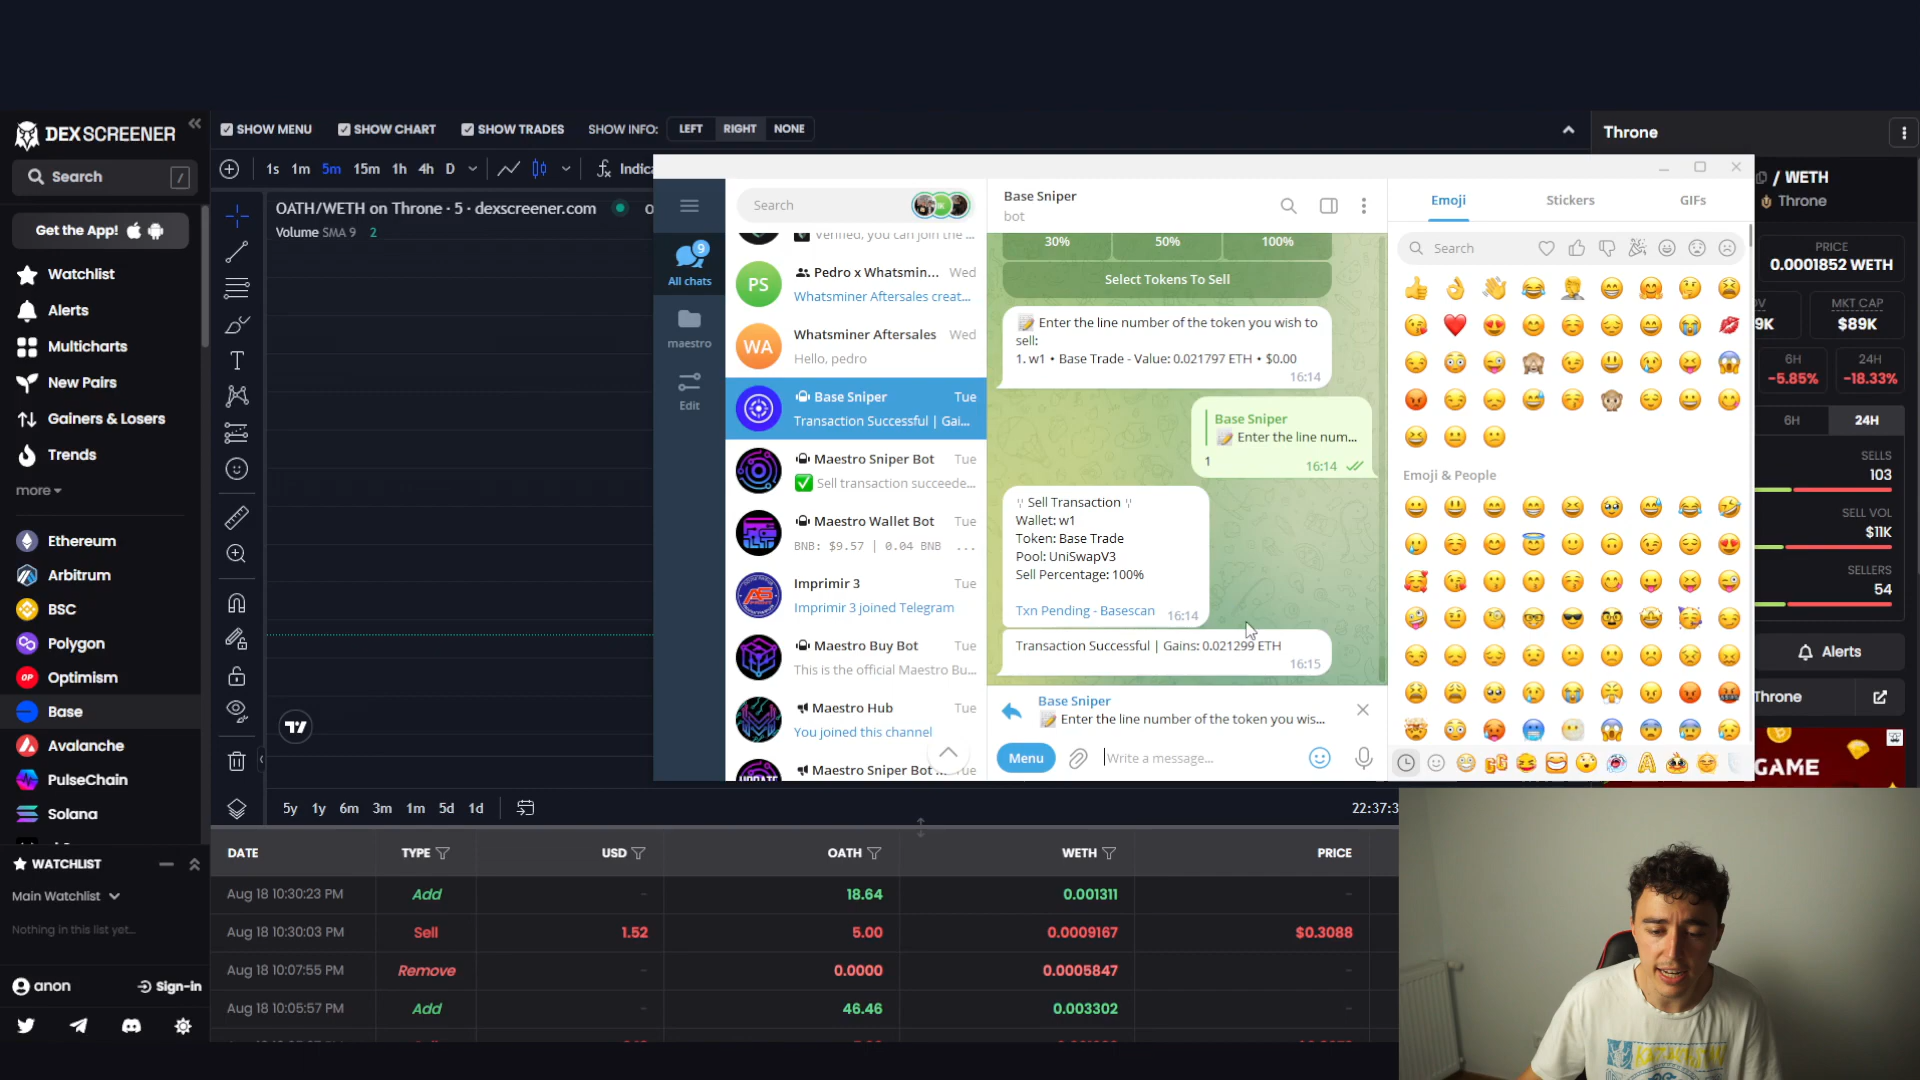 DEXSCREENER
Search /
Get the App!
Watchlist
Alerts
Multicharts
New Pairs
Gainers & Losers
Trends
more
Ethereum
Arbitrum
BSC
Polygon
Optimism
Base
Avalanche
PulseChain
Solana
WATCHLIST
Main Watchlist
Nothing in this list yet...
anon
Sign-in
SHOW MENU SHOW CHART SHOW TRADES SHOW INFO: LEFT RIGHT NONE
1s 1m 5m 15m 1h 4h D
OATH/WETH on Throne · 5 · dexscreener.com
Volume SMA 9 2
5y 1y 6m 3m 1m 5d 1d
22:37:3
DATE TYPE USD OATH WETH PRICE
Aug 18 10:30:23 PM Add - 18.64 0.001311 -
Aug 18 10:30:03 PM Sell 1.52 5.00 0.0009167 $0.3088
Aug 18 10:07:55 PM Remove - 0.0000 0.0005847 -
Aug 18 10:05:57 PM Add - 46.46 0.003302 -
All chats
9
maestro
Edit
Search
Verified, you can join the ...
PS
Pedro x Whatsmin... Wed
Whatsminer Aftersales creat...
WA
Whatsminer Aftersales Wed
Hello, pedro
Base Sniper Tue
Transaction Successful | Gai...
Maestro Sniper Bot Tue
Sell transaction succeede...
Maestro Wallet Bot Tue
BNB: $9.57 | 0.04 BNB ...
Imprimir 3 Tue
Imprimir 3 joined Telegram
Maestro Buy Bot Tue
This is the official Maestro Bu...
Maestro Hub Tue
You joined this channel
Maestro Sniper Bot ... Tue
Base Sniper
bot
30% 50% 100%
Select Tokens To Sell
Enter the line number of the token you wish to
sell:
1. w1 • Base Trade - Value: 0.021797 ETH • $0.00
16:14
Base Sniper
Enter the line num...
1
16:14
Sell Transaction
Wallet: w1
Token: Base Trade
Pool: UniSwapV3
Sell Percentage: 100%
Txn Pending - Basescan 16:14
Transaction Successful | Gains: 0.021299 ETH
16:15
Base Sniper
Enter the line number of the token you wis...
Menu
Write a message...
Emoji Stickers GIFs
Search
Emoji & People
Throne
/ WETH
Throne
PRICE
0.0001852 WETH
MKT CAP
$89K
6H
-5.85%
24H
-18.33%
6H 24H
SELLS
103
SELL VOL
$11K
SELLERS
54
Alerts
Throne
GAME